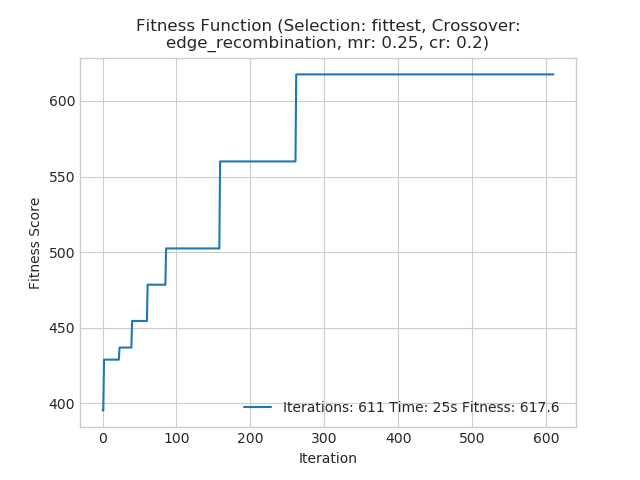 Fitness Function (Selection: fittest, Crossover:
edge_recombination, mr: 0.25, cr: 0.2)
Fitness Score
600
550
500
450
400
Iterations: 611 Time: 25s Fitness: 617.6
0 100 200 300 400 500 600
Iteration